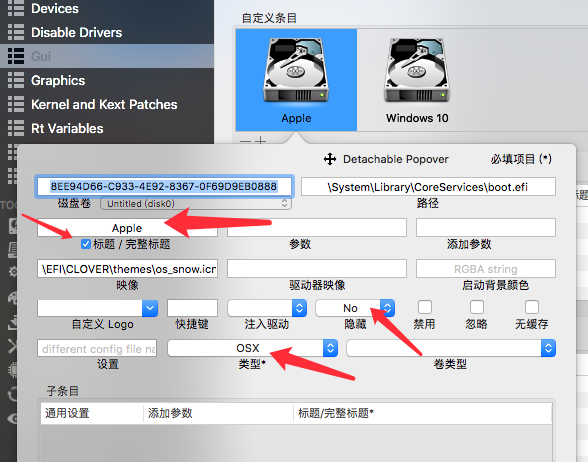 Devices
Disable Drivers
Gui
Graphics
Kernel and Kext Patches
Rt Variables
自定义条目
Apple
Windows 10
Detachable Popover
必填项目 (*)
8EE94D66-C933-4E92-8367-0F69D9EB0888
\System\Library\CoreServices\boot.efi
磁盘卷
Untitled (disk0)
路径
Apple
标题 / 完整标题
参数
添加参数
\EFI\CLOVER\themes\os_snow.icn
RGBA string
映像
驱动器映像
启动背景颜色
No
自定义 Logo
快捷键
注入驱动
隐藏
禁用
忽略
无缓存
different config file na
OSX
设置
类型*
卷类型
子条目
通用设置
添加参数
标题/完整标题*